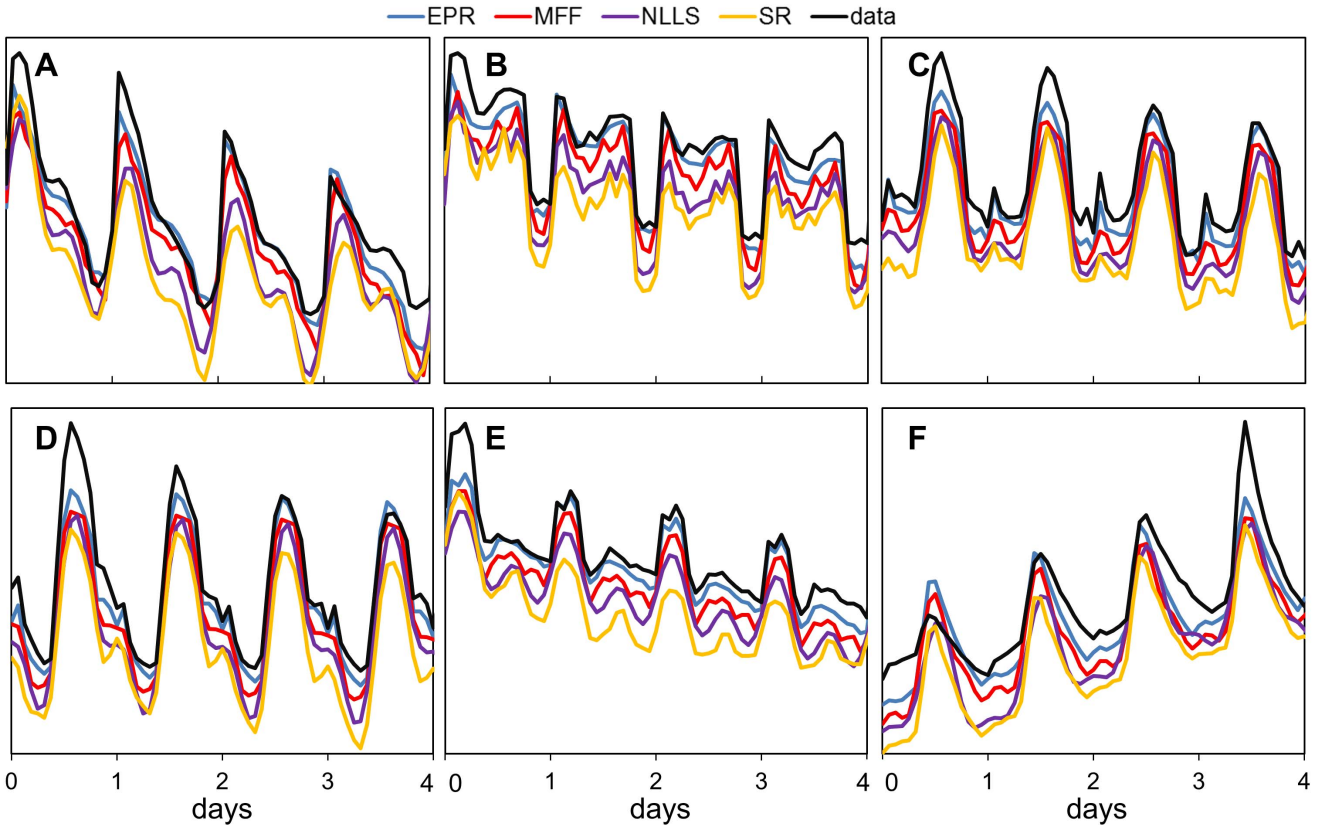 EPR MFF NLLS SR data
A B C
D E F
0 1 2 3 4 0 1 2 3 4 0 1 2 3 4
days days days